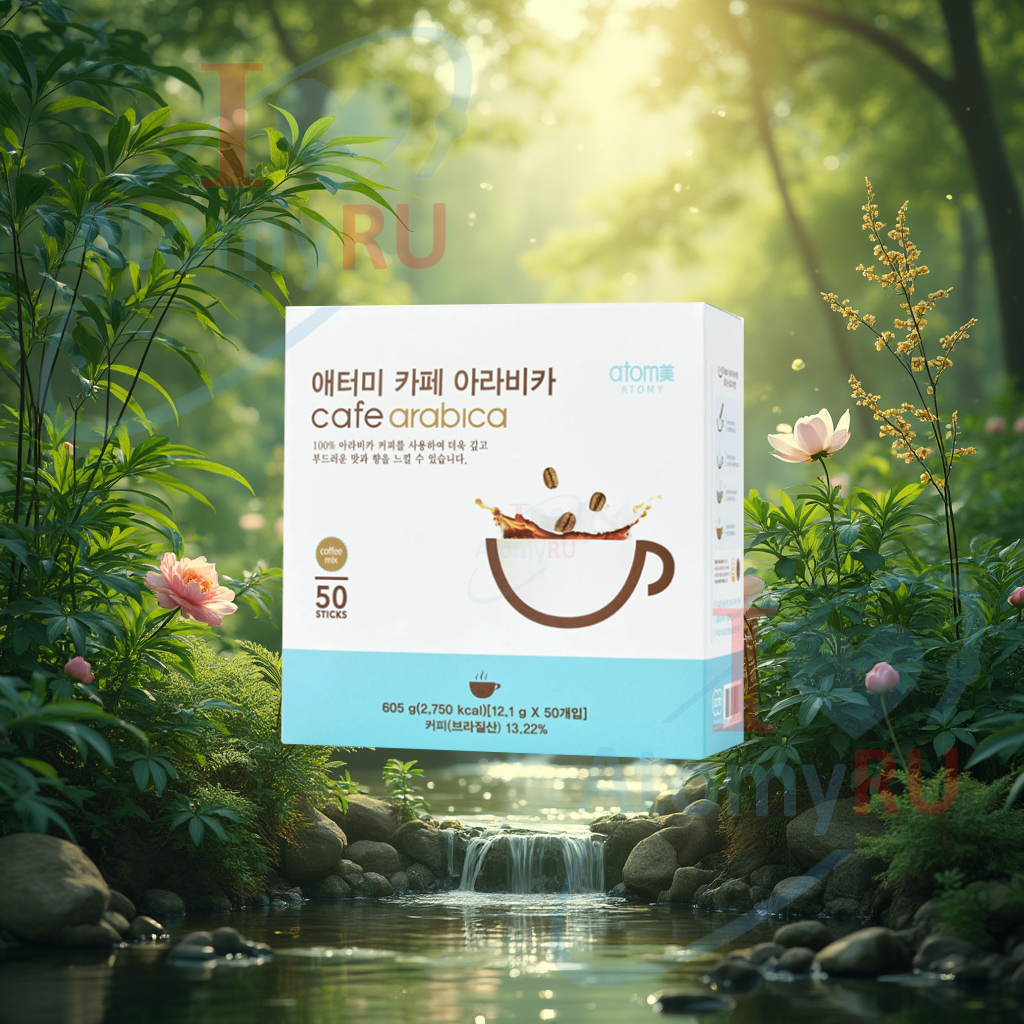 I
AtomyRU
애터미 카페 아라비카
cafe arabica
100% 아라비카 커피를 사용하여 더욱 깊고
부드러운 맛과 향을 느낄 수 있습니다.
atom美
ATOMY
AtomyRU
coffee
mix
50
STICKS
605 g(2,750 kcal)[12.1 g X 50개입]
커피(브라질산) 13.22%
I
AtomyRU